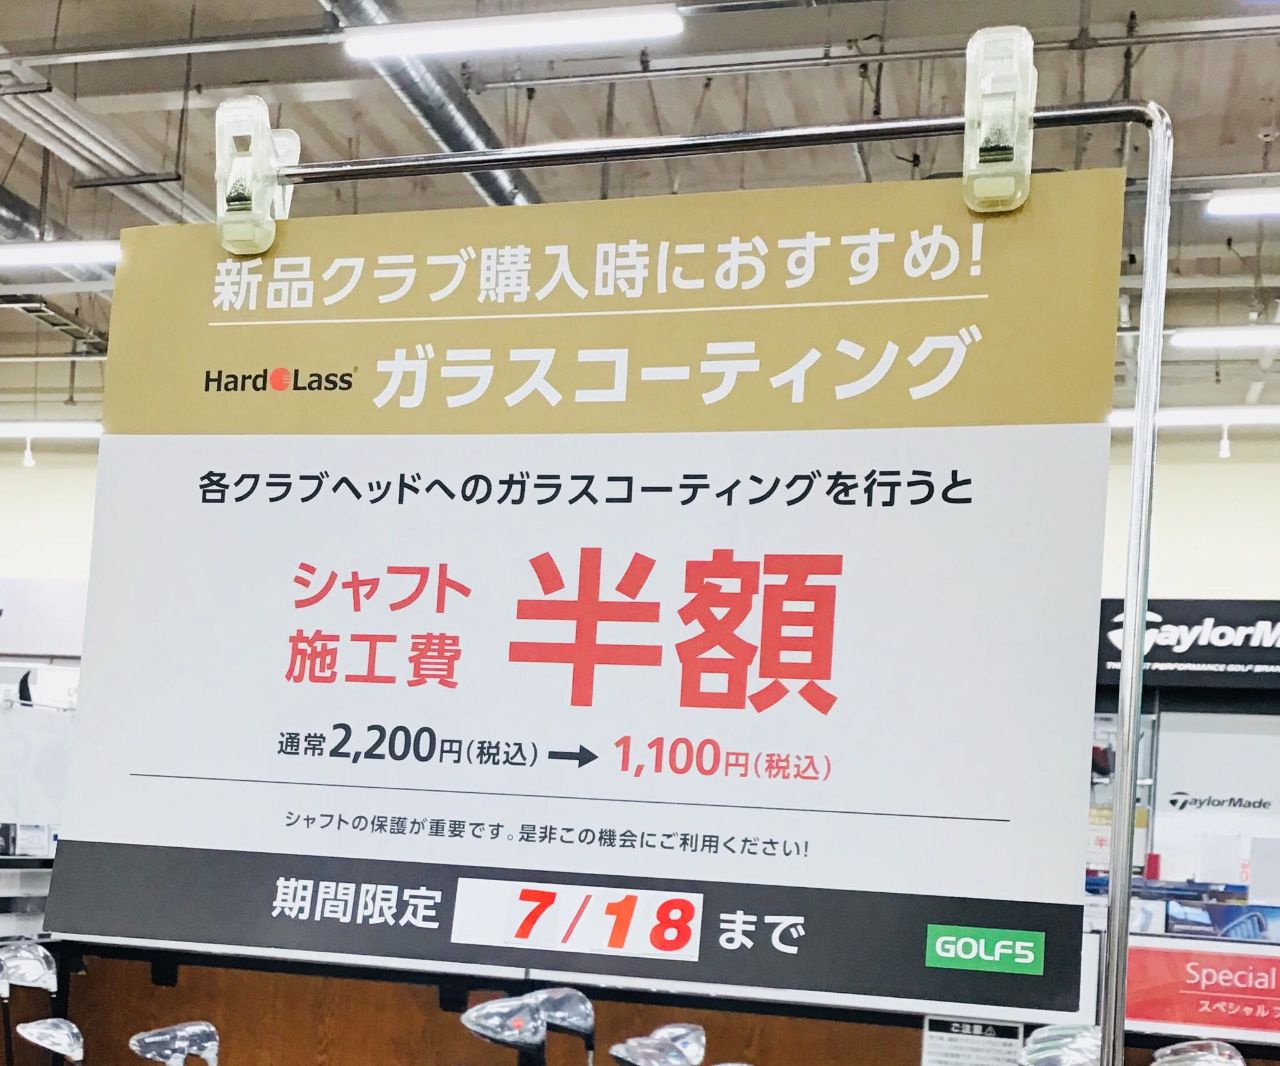 新品クラブ購入時におすすめ!
HardOLass ガラスコーティング
各クラブヘッドへのガラスコーティングを行うと
シャフト
施工費
半額
通常2,200円(税込)→1,100円(税込)
シャフトの保護が重要です。是非この機会にご利用ください!
期間限定 7/18 まで
GOLF5
TaylorM
TaylorMade
Special
スペシャル
ご注意